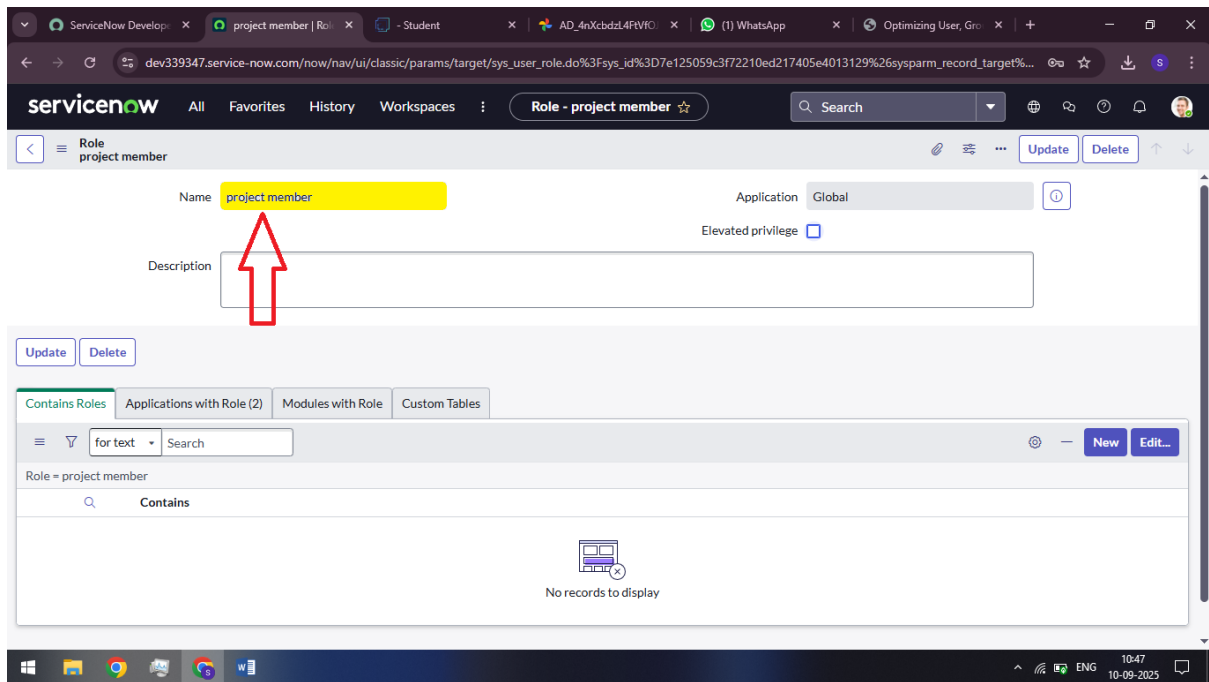 ServiceNow Develop
project member | Rol
- Student
AD_4nXcbdzL4FtVfO
(1) WhatsApp
Optimizing User, Gro
dev339347.service-now.com/now/nav/ui/classic/params/target/sys_user_role.do%3Fsys_id%3D7e125059c3f72210ed217405e4013129%26sysparm_record_target%...
S
servicenow
All
Favorites
History
Workspaces
Role - project member
Search
Role
project member
Update
Delete
Name
project member
Application
Global
Elevated privilege
Description
Update
Delete
Contains Roles
Applications with Role (2)
Modules with Role
Custom Tables
for text
Search
New
Edit...
Role = project member
Contains
No records to display
ENG
10:47
10-09-2025